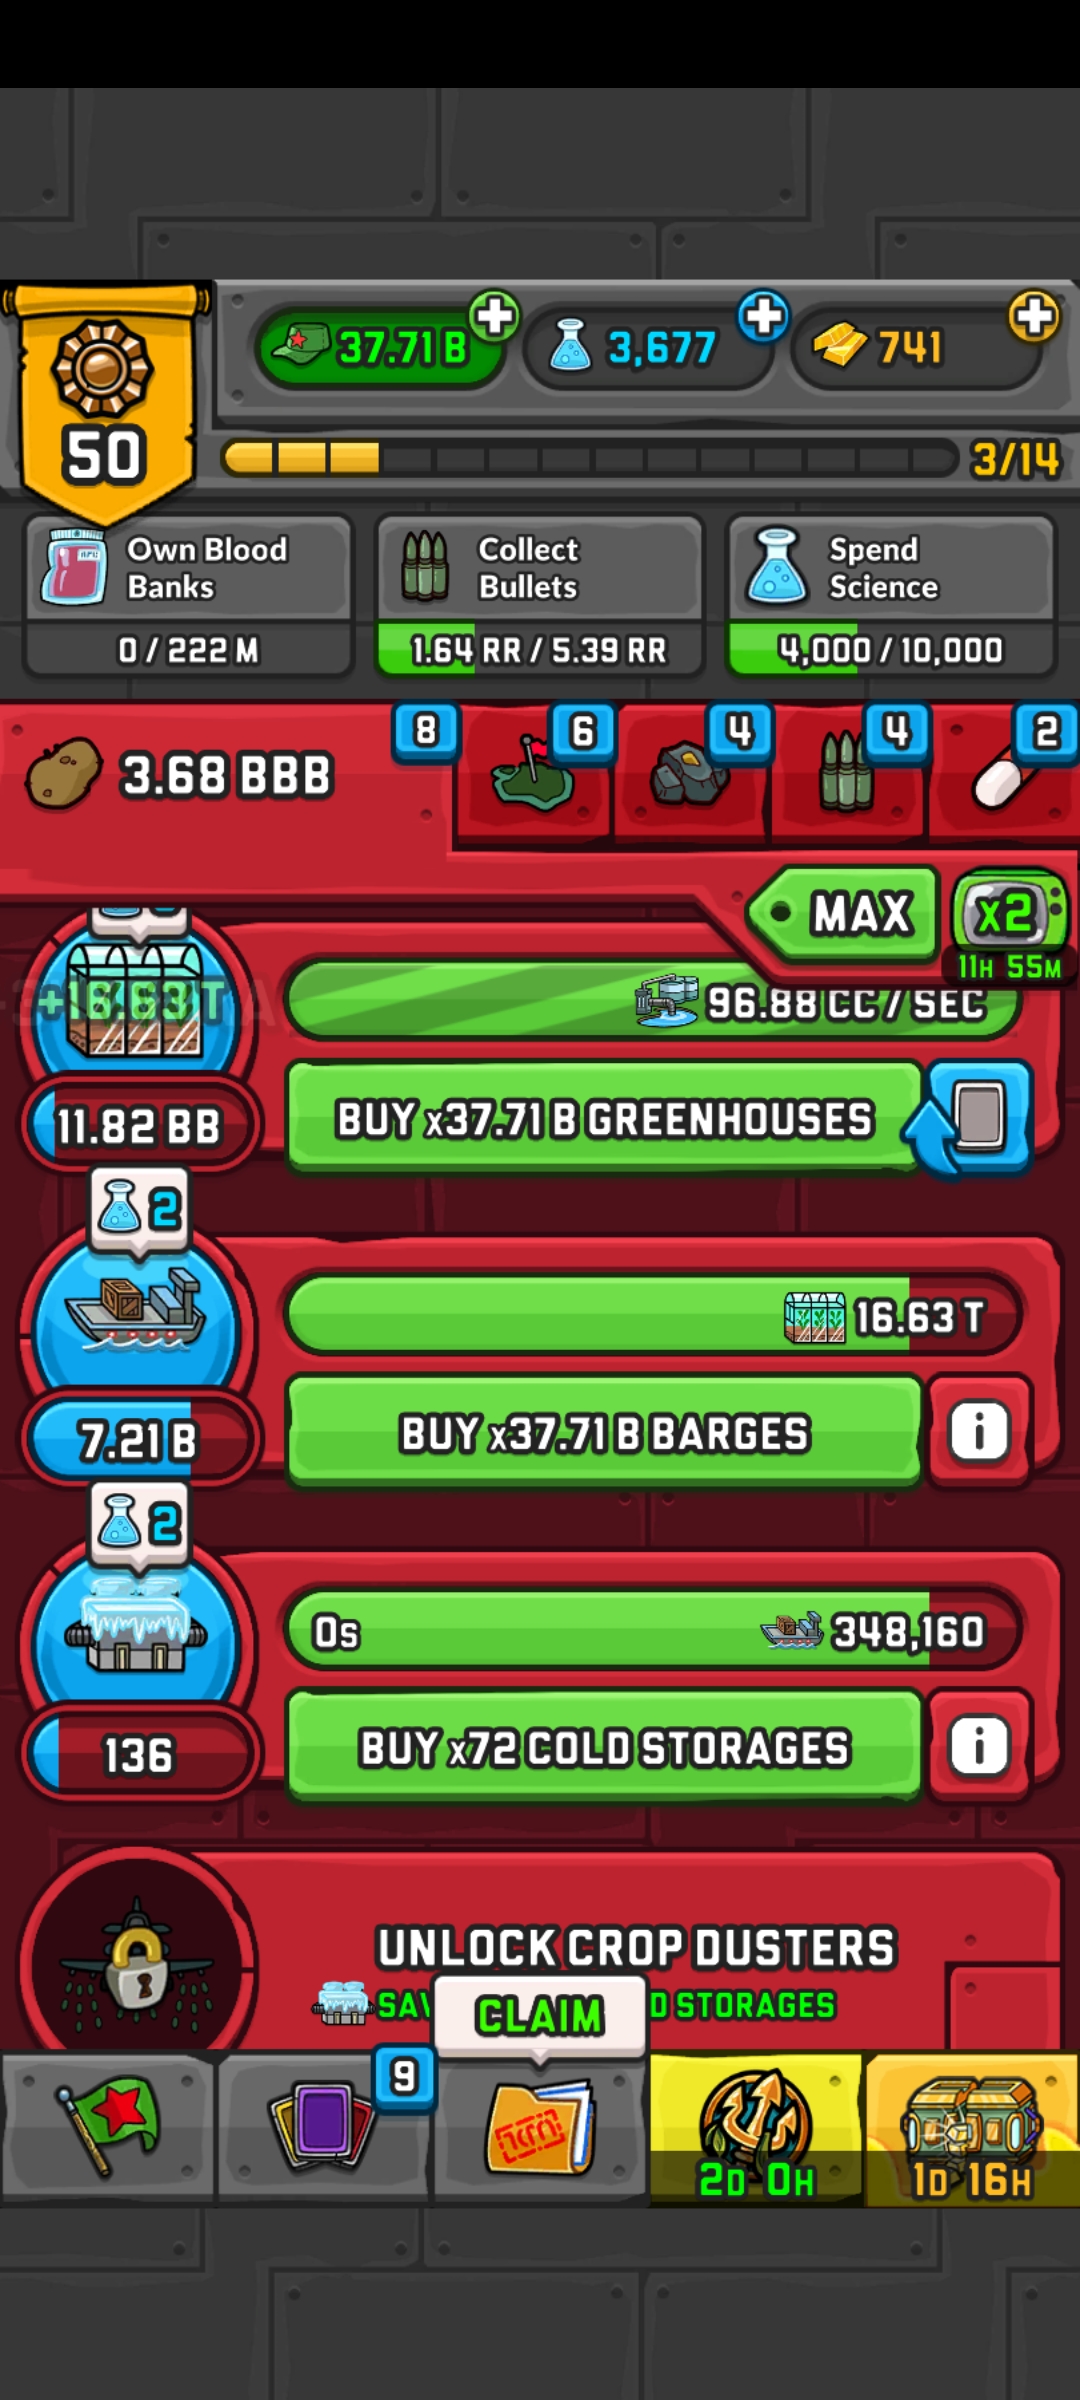 37.71 B
3,677
741
50
3/14
Own Blood
Banks
0 / 222 M
Collect
Bullets
1.64 RR / 5.39 RR
Spend
Science
4,000 / 10,000
3.68 BBB
8
6
4
4
2
MAX
x2
11H 55M
+16.63 T
96.88 CC / SEC
11.82 BB
BUY x37.71 B GREENHOUSES
2
16.63 T
7.21 B
BUY x37.71 B BARGES
i
2
0s
348,160
136
BUY x72 COLD STORAGES
i
UNLOCK CROP DUSTERS
STORAGES
CLAIM
9
2D 0H
1D 16H